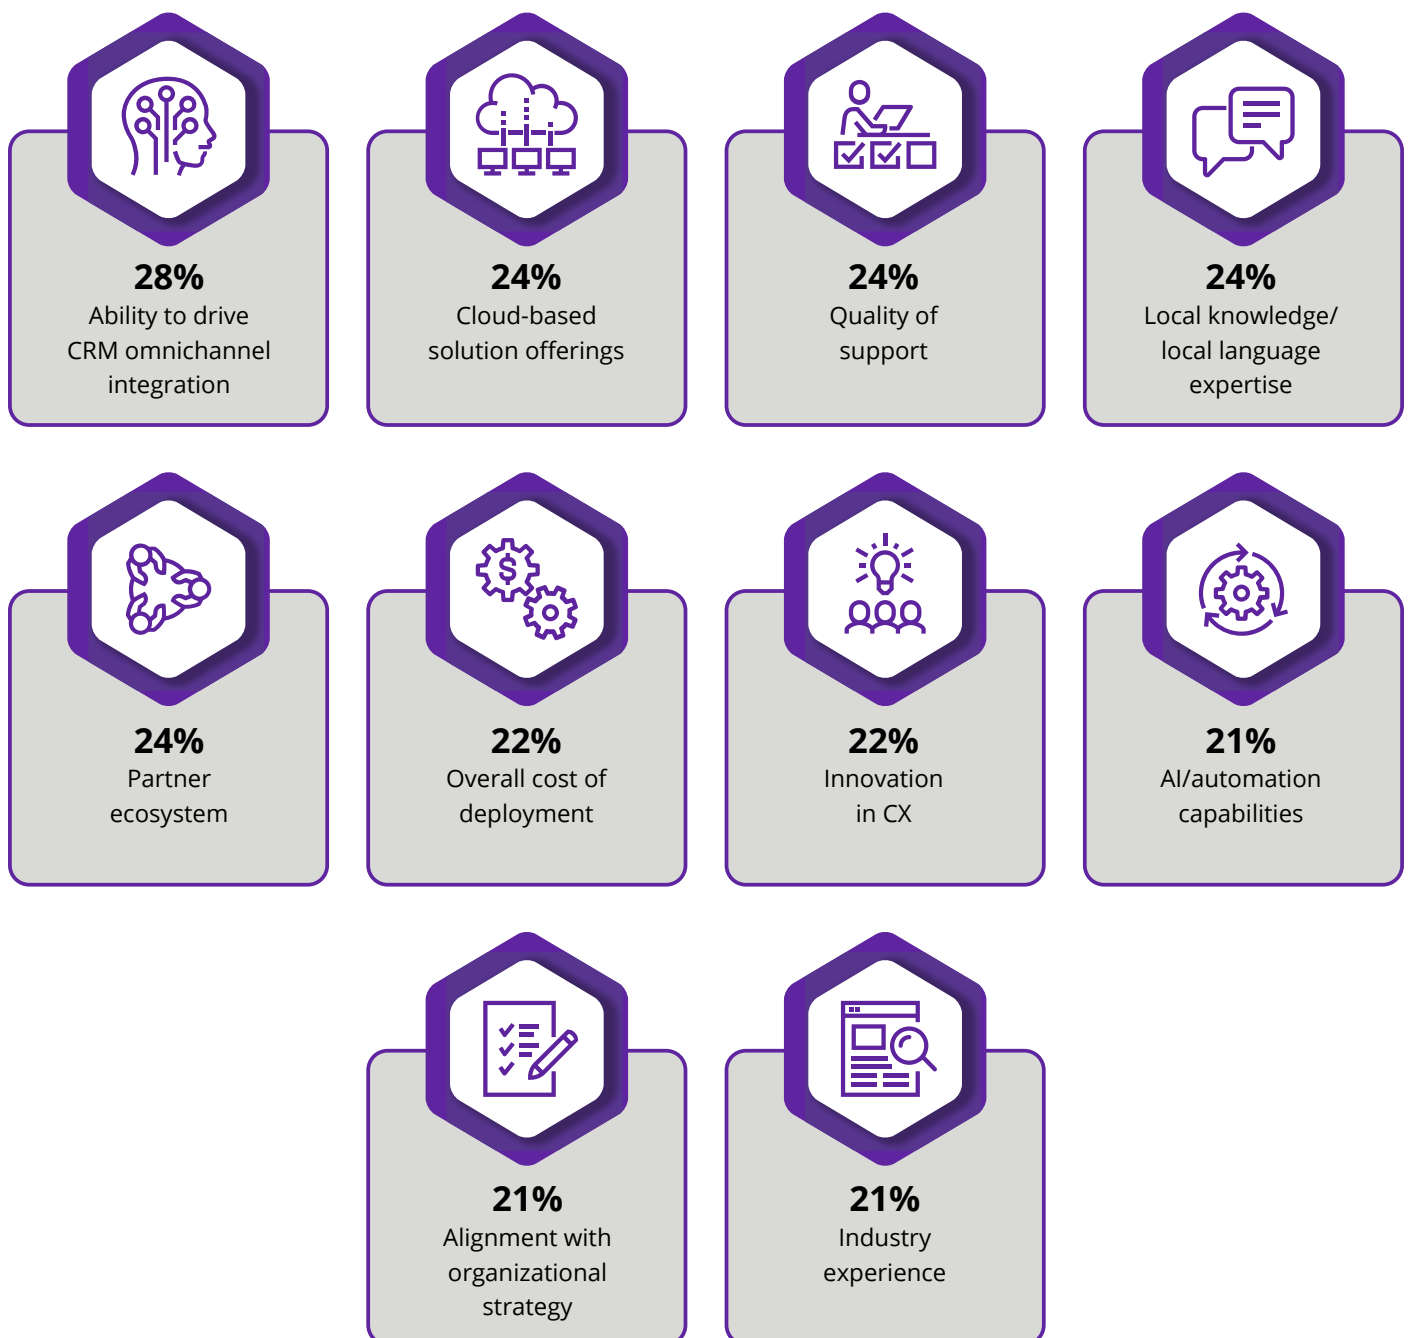 28%
Ability to drive
CRM omnichannel
integration
24%
Cloud-based
solution offerings
24%
Quality of
support
24%
Local knowledge/
local language
expertise
24%
Partner
ecosystem
$
22%
Overall cost of
deployment
22%
Innovation
in CX
21%
AI/automation
capabilities
21%
Alignment with
organizational
strategy
21%
Industry
experience